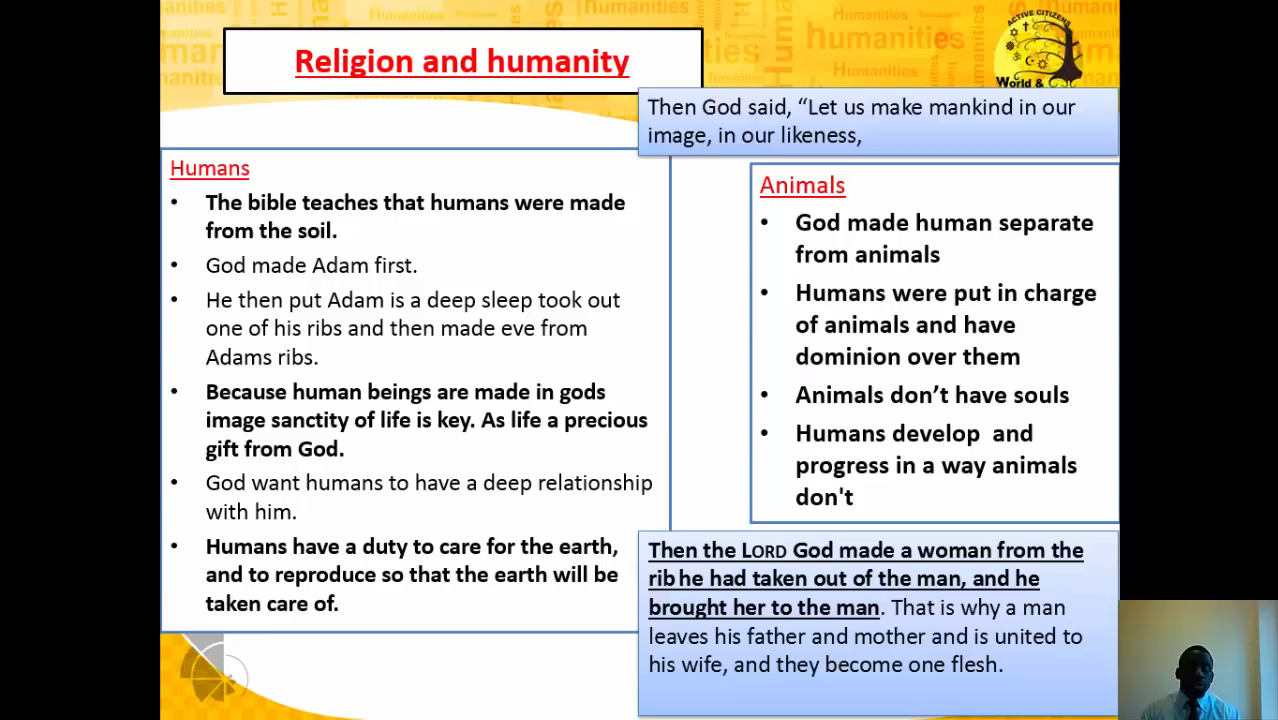 Religion and humanity
ACTIVE CITIZENS
World &
Humanities
Humanities
Then God said, “Let us make mankind in our
image, in our likeness,
Humans
• The bible teaches that humans were made
from the soil.
• God made Adam first.
• He then put Adam is a deep sleep took out
one of his ribs and then made eve from
Adams ribs.
• Because human beings are made in gods
image sanctity of life is key. As life a precious
gift from God.
• God want humans to have a deep relationship
with him.
• Humans have a duty to care for the earth,
and to reproduce so that the earth will be
taken care of.
Animals
• God made human separate
from animals
• Humans were put in charge
of animals and have
dominion over them
• Animals don’t have souls
• Humans develop  and
progress in a way animals
don't
Then the LORD God made a woman from the
rib he had taken out of the man, and he
brought her to the man. That is why a man
leaves his father and mother and is united to
his wife, and they become one flesh.